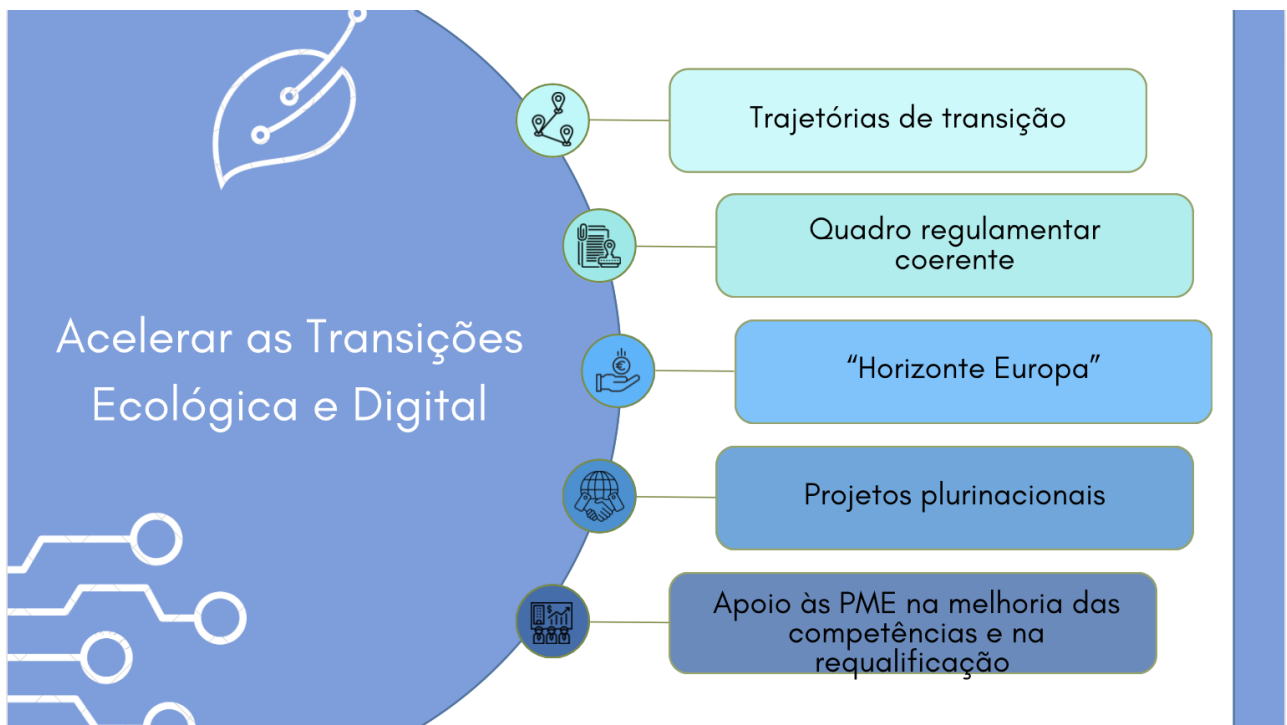 Acelerar as Transições
Ecológica e Digital
Trajetórias de transição
Quadro regulamentar
coerente
“Horizonte Europa”
Projetos plurinacionais
Apoio às PME na melhoria das
competências e na
requalificação